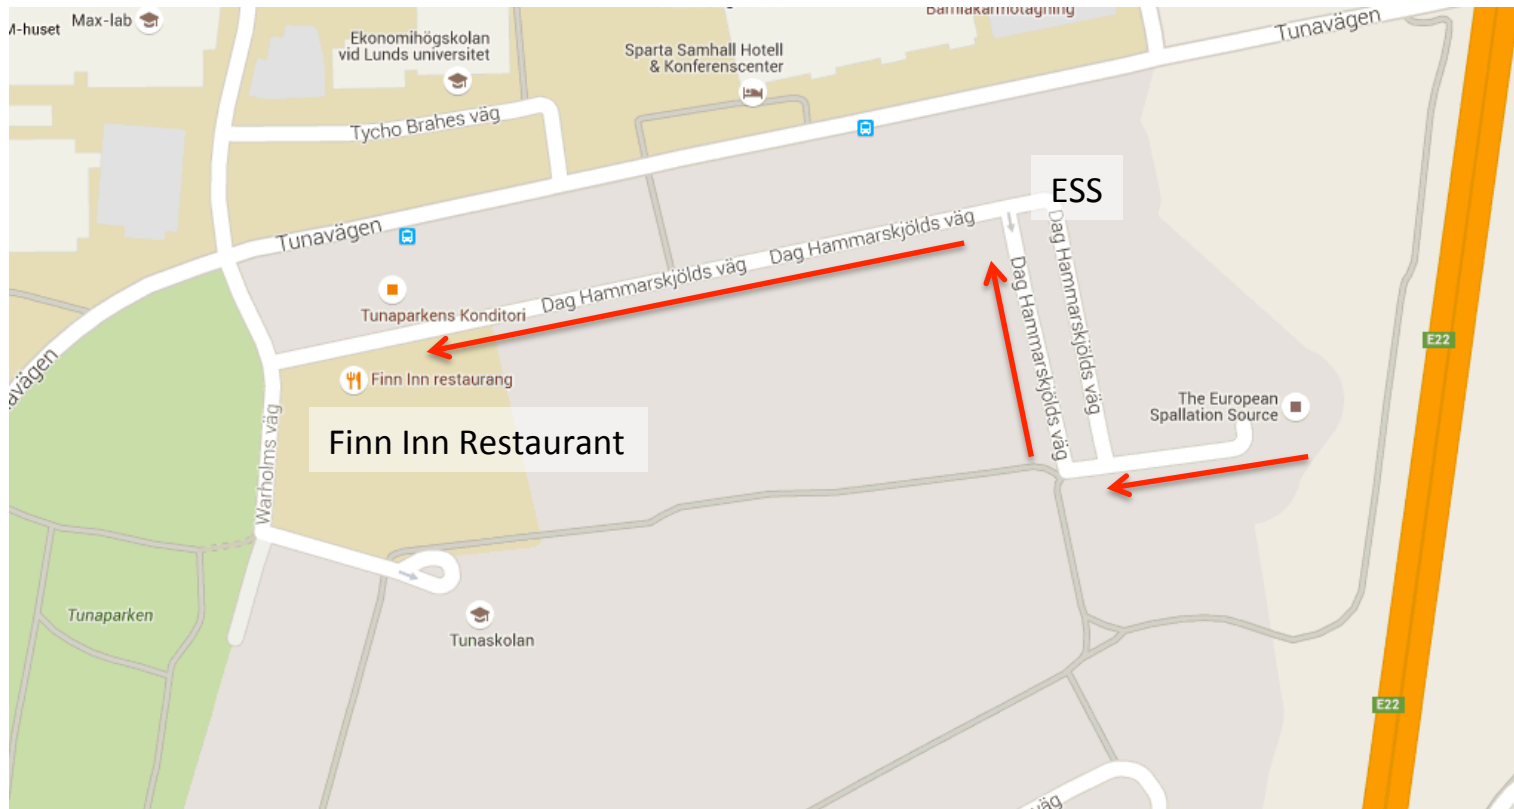 Max-lab
M-huset
Ekonomihögskolan
vid Lunds universitet
Sparta Samhall Hotell
& Konferenscenter
Barnläkarmottagning
Tunavägen
Tycho Brahes väg
ESS
Tunavägen
Dag Hammarskjölds väg
Dag Hammarskjölds väg
Dag Hammarskjölds väg
Dag Hammarskjölds väg
Tunaparkens Konditori
E22
Finn Inn restaurang
The European
Spallation Source
Finn Inn Restaurant
Warholms väg
Tunaparken
Tunaskolan
E22
väg